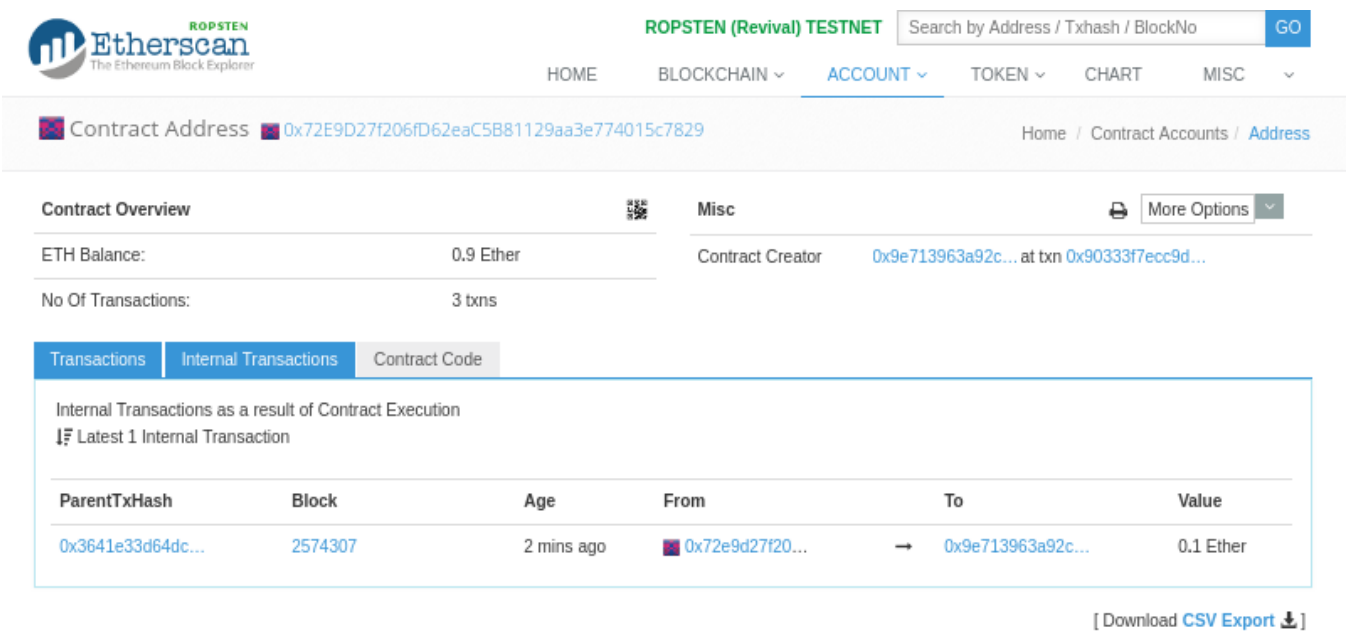 ROPSTEN
Etherscan
The Ethereum Block Explorer
ROPSTEN (Revival) TESTNET Search by Address / Txhash / BlockNo GO
HOME BLOCKCHAIN ACCOUNT TOKEN CHART MISC
Contract Address 0x72E9D27f206fD62eaC5B81129aa3e774015c7829 Home / Contract Accounts / Address
Contract Overview Misc More Options
ETH Balance: 0.9 Ether Contract Creator 0x9e713963a92c... at txn 0x90333f7ecc9d...
No Of Transactions: 3 txns
Transactions Internal Transactions Contract Code
Internal Transactions as a result of Contract Execution
Latest 1 Internal Transaction
ParentTxHash Block Age From To Value
0x3641e33d64dc... 2574307 2 mins ago 0x72e9d27f20... → 0x9e713963a92c... 0.1 Ether
[ Download CSV Export ]